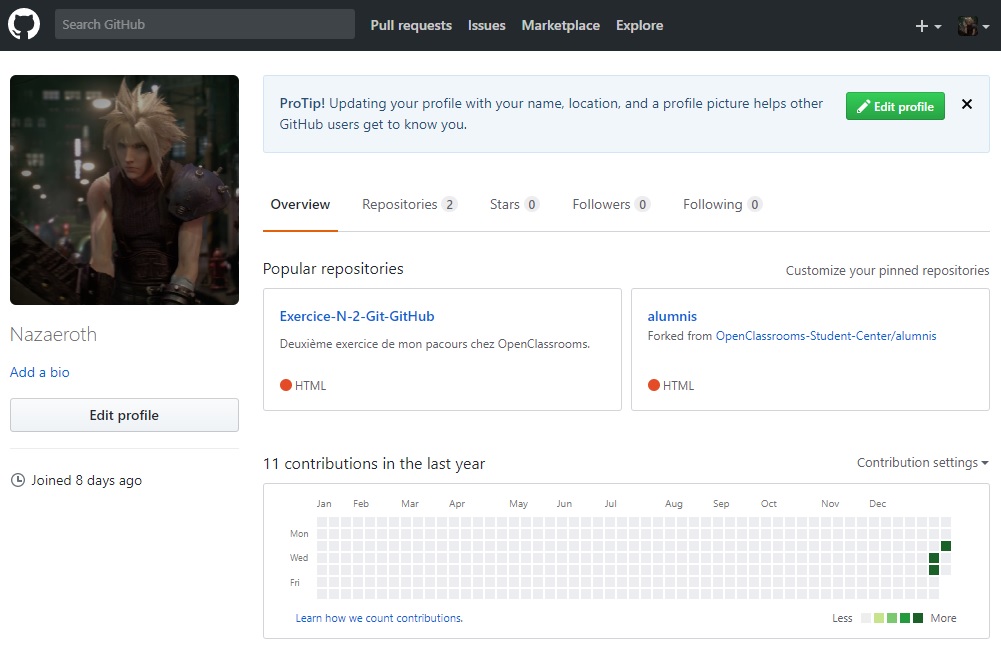 Search GitHub
Pull requests Issues Marketplace Explore
ProTip! Updating your profile with your name, location, and a profile picture helps other
GitHub users get to know you.
Edit profile
Overview Repositories 2 Stars 0 Followers 0 Following 0
Popular repositories
Customize your pinned repositories
Exercice-N-2-Git-GitHub
Deuxième exercice de mon pacours chez OpenClassrooms.
HTML
alumnis
Forked from OpenClassrooms-Student-Center/alumnis
HTML
Nazaeroth
Add a bio
Edit profile
Joined 8 days ago
11 contributions in the last year
Contribution settings
Jan Feb Mar Apr May Jun Jul Aug Sep Oct Nov Dec
Mon
Wed
Fri
Learn how we count contributions.
Less More